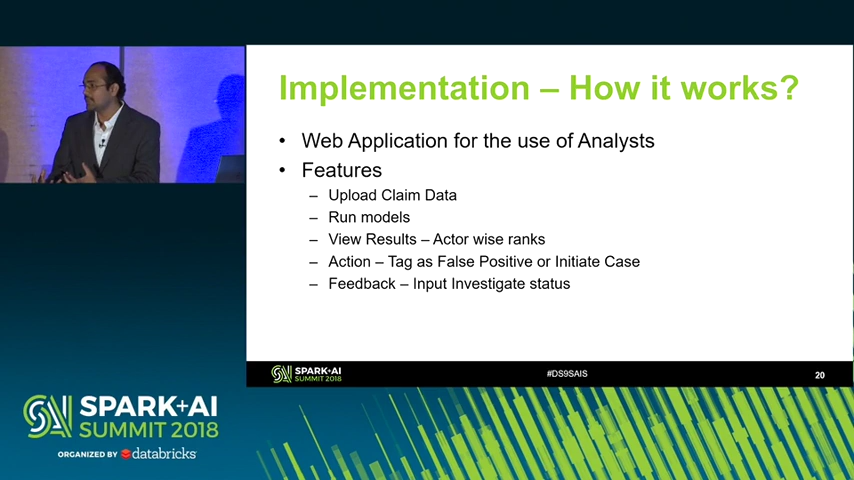 Implementation – How it works?
• Web Application for the use of Analysts
• Features
– Upload Claim Data
– Run models
– View Results – Actor wise ranks
– Action – Tag as False Positive or Initiate Case
– Feedback – Input Investigate status
SPARK+AI
SUMMIT 2018
#DS9SAIS
20
SPARK+AI
SUMMIT 2018
ORGANIZED BY databricks